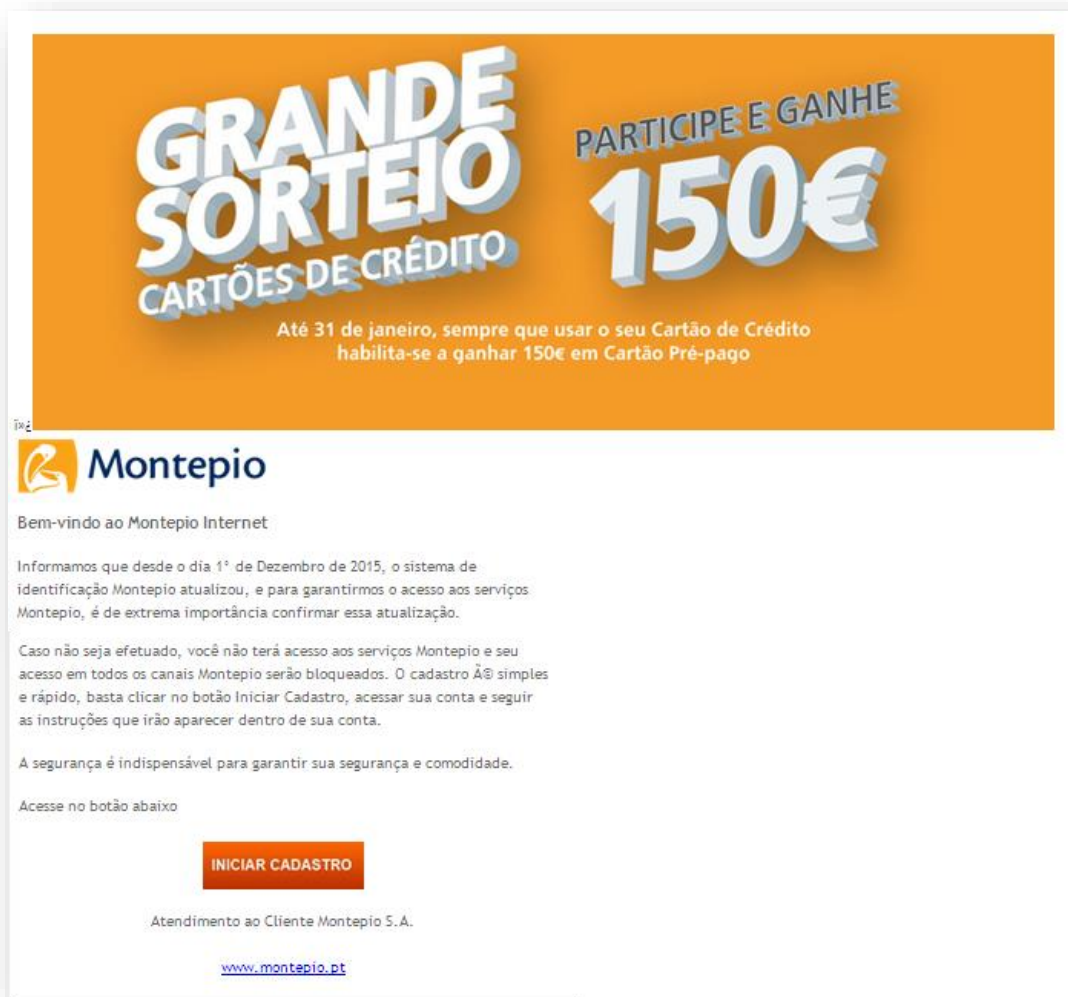 GRANDE
SORTEIO
CARTÕES DE CRÉDITO
PARTICIPE E GANHE
150€
Até 31 de janeiro, sempre que usar o seu Cartão de Crédito
habilita-se a ganhar 150€ em Cartão Pré-pago
ï»¿
Montepio
Bem-vindo ao Montepio Internet
Informamos que desde o dia 1° de Dezembro de 2015, o sistema de
identificação Montepio atualizou, e para garantirmos o acesso aos serviços
Montepio, é de extrema importância confirmar essa atualização.
Caso não seja efetuado, você não terá acesso aos serviços Montepio e seu
acesso em todos os canais Montepio serão bloqueados. O cadastro Ã© simples
e rápido, basta clicar no botão Iniciar Cadastro, acessar sua conta e seguir
as instruções que irão aparecer dentro de sua conta.
A segurança é indispensável para garantir sua segurança e comodidade.
Acesse no botão abaixo
INICIAR CADASTRO
Atendimento ao Cliente Montepio S.A.
www.montepio.pt